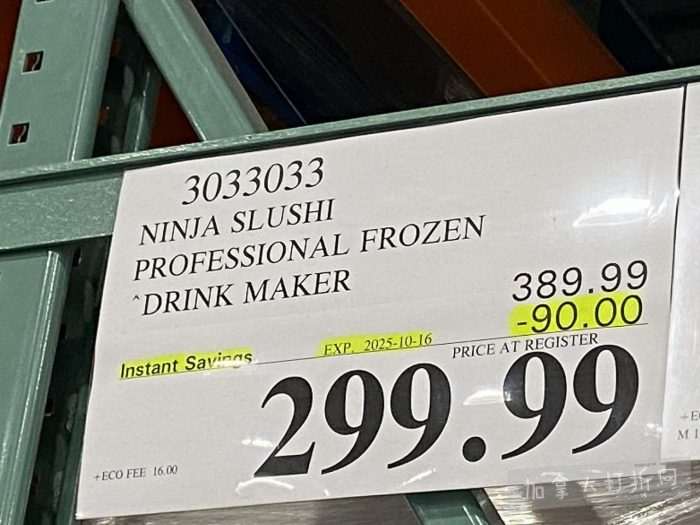 3033033
NINJA SLUSHI
PROFESSIONAL FROZEN
^DRINK MAKER
389.99
-90.00
Instant Savings EXP. 2025-10-16 PRICE AT REGISTER
299.99
+ECO FEE 16.00
加拿大打折网